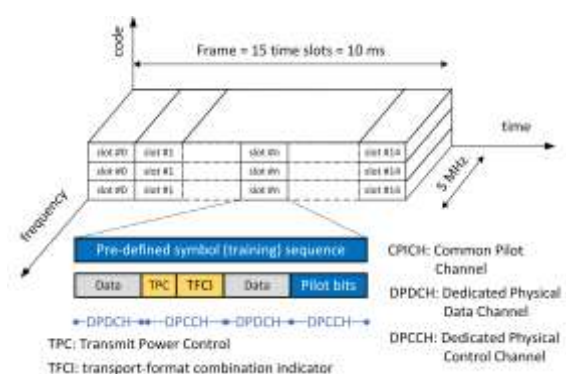 code
Frame = 15 time slots = 10 ms
time
slot #0 slot #1 slot #n slot #14
slot #0 slot #1 slot #n slot #14
slot #0 slot #1 slot #n slot #14
5 MHz
frequency
Pre-defined symbol (training) sequence
Data TPC TFCI Data Pilot bits
DPDCH DPCCH DPDCH DPCCH
TPC: Transmit Power Control
TFCI: transport-format combination indicator
CPICH: Common Pilot
Channel
DPDCH: Dedicated Physical
Data Channel
DPCCH: Dedicated Physical
Control Channel